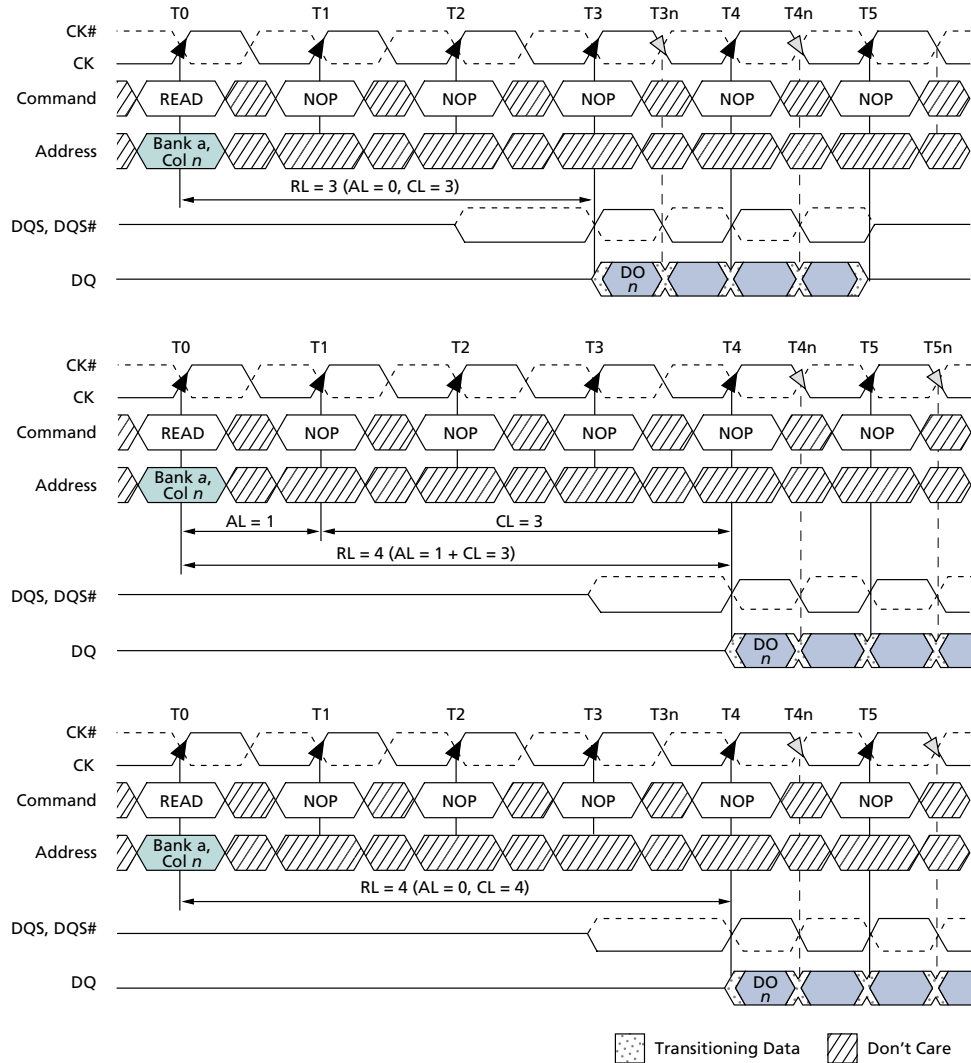 T0 T1 T2 T3 T3n T4 T4n T5
CK#
CK
Command READ NOP NOP NOP NOP NOP
Address Bank a,
Col n
RL = 3 (AL = 0, CL = 3)
DQS, DQS#
DQ DO
n
T0 T1 T2 T3 T4 T4n T5 T5n
CK#
CK
Command READ NOP NOP NOP NOP NOP
Address Bank a,
Col n
AL = 1 CL = 3
RL = 4 (AL = 1 + CL = 3)
DQS, DQS#
DQ DO
n
T0 T1 T2 T3 T3n T4 T4n T5
CK#
CK
Command READ NOP NOP NOP NOP NOP
Address Bank a,
Col n
RL = 4 (AL = 0, CL = 4)
DQS, DQS#
DQ DO
n
Transitioning Data Don't Care